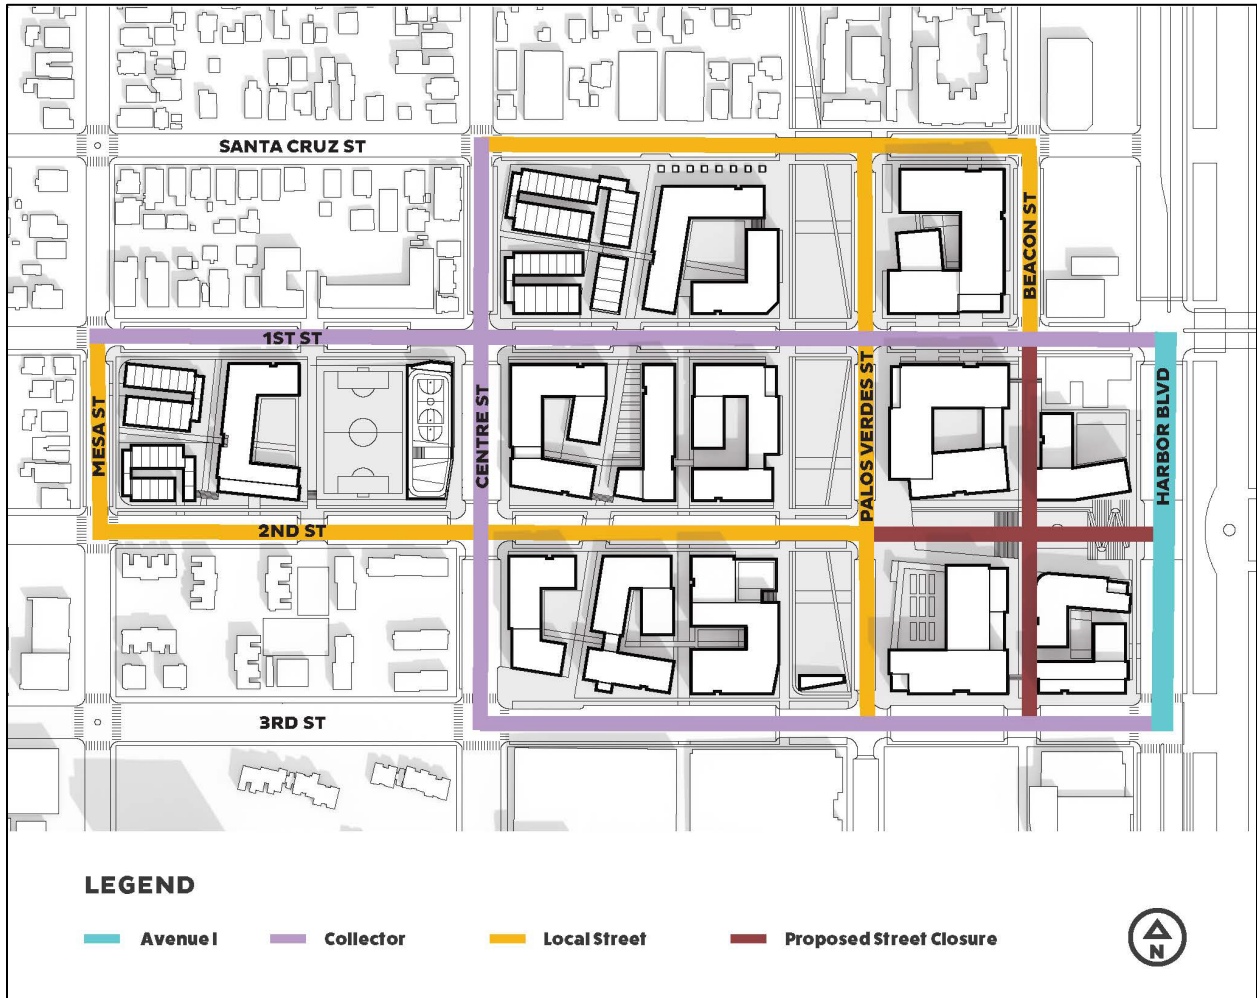 SANTA CRUZ ST
BEACON ST
1ST ST
MESA ST
CENTRE ST
PALOS VERDES ST
HARBOR BLVD
2ND ST
3RD ST
LEGEND
Avenue I
Collector
Local Street
Proposed Street Closure
N